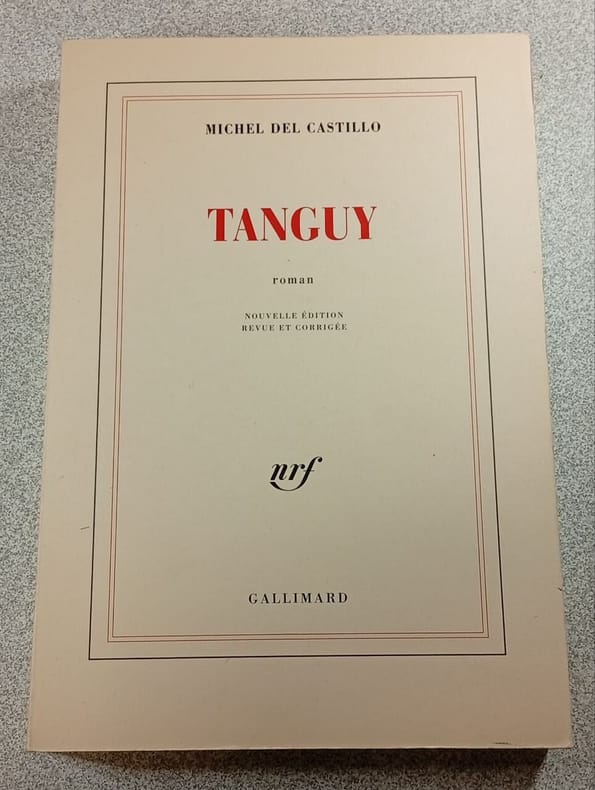 MICHEL DEL CASTILLO
TANGUY
roman
NOUVELLE ÉDITION
REVUE ET CORRIGÉE
nrf
GALLIMARD